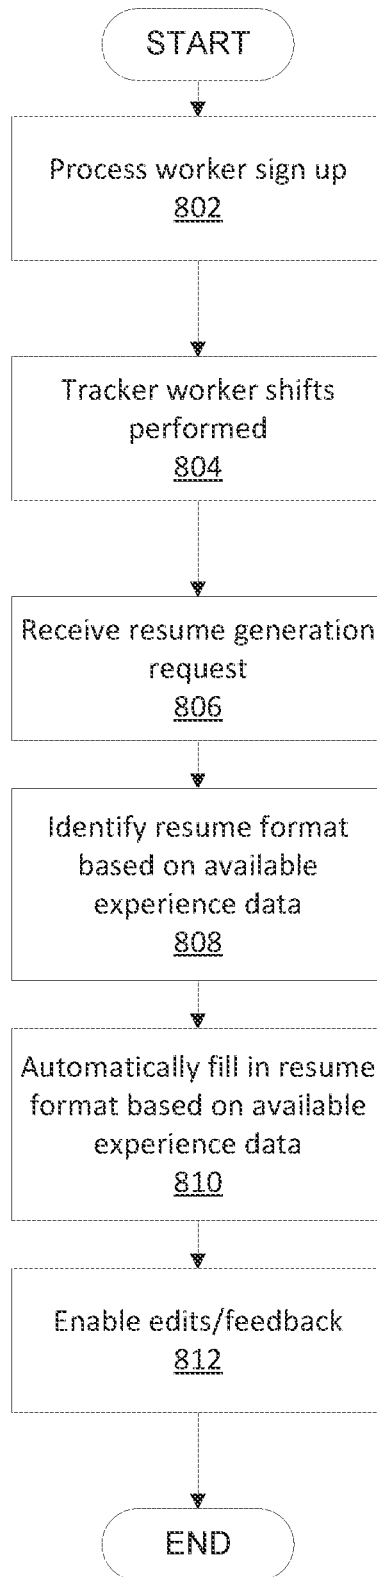 START
Process worker sign up
802
Tracker worker shifts
performed
804
Receive resume generation
request
806
Identify resume format
based on available
experience data
808
Automatically fill in resume
format based on available
experience data
810
Enable edits/feedback
812
END